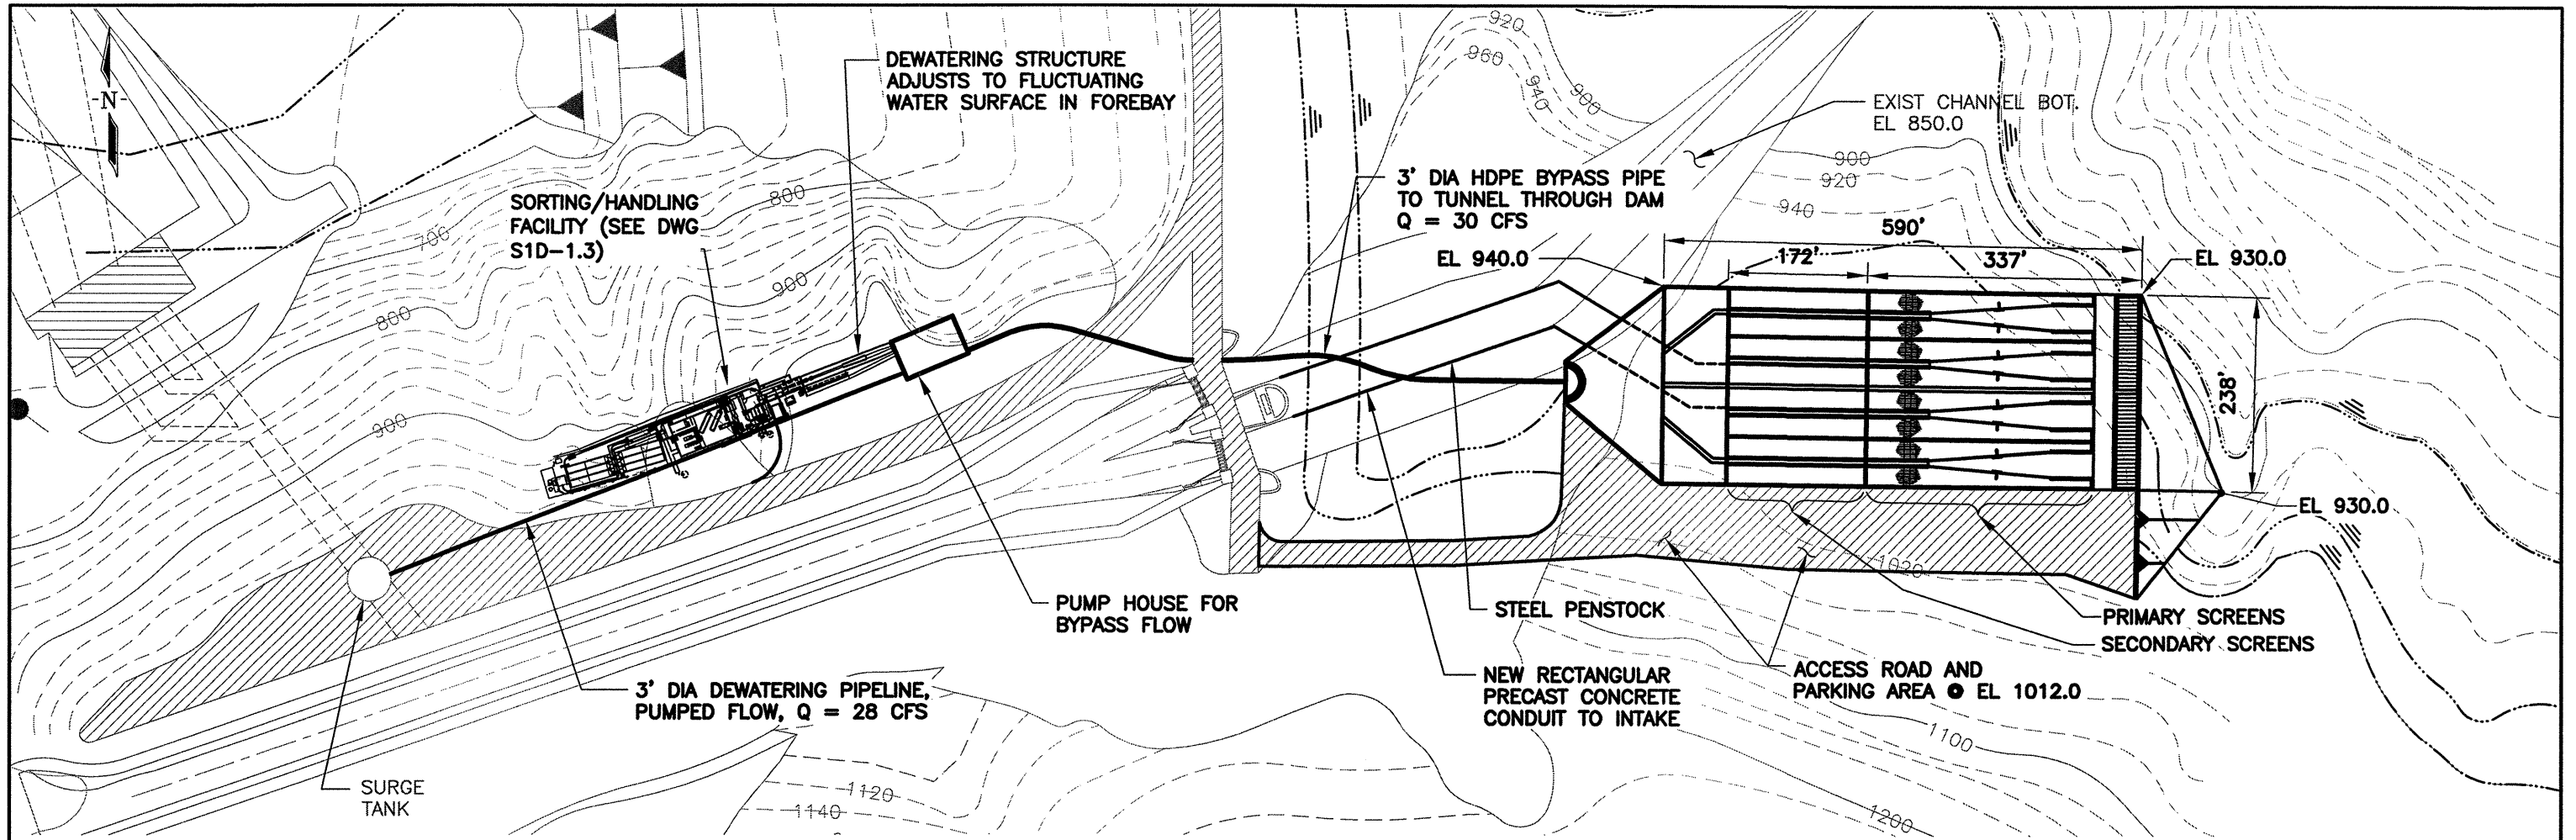 920
960
940
900
-N-
DEWATERING STRUCTURE
ADJUSTS TO FLUCTUATING
WATER SURFACE IN FOREBAY
EXIST CHANNEL BOT.
EL 850.0
900
920
940
3' DIA HDPE BYPASS PIPE
TO TUNNEL THROUGH DAM
Q = 30 CFS
SORTING/HANDLING
FACILITY (SEE DWG
S1D-1.3)
800
700
900
800
900
590'
EL 940.0
172'
337'
EL 930.0
238'
EL 930.0
1020
PUMP HOUSE FOR
BYPASS FLOW
STEEL PENSTOCK
PRIMARY SCREENS
SECONDARY SCREENS
3' DIA DEWATERING PIPELINE,
PUMPED FLOW, Q = 28 CFS
NEW RECTANGULAR
PRECAST CONCRETE
CONDUIT TO INTAKE
ACCESS ROAD AND
PARKING AREA @ EL 1012.0
SURGE
TANK
1120
1140
1100
1200